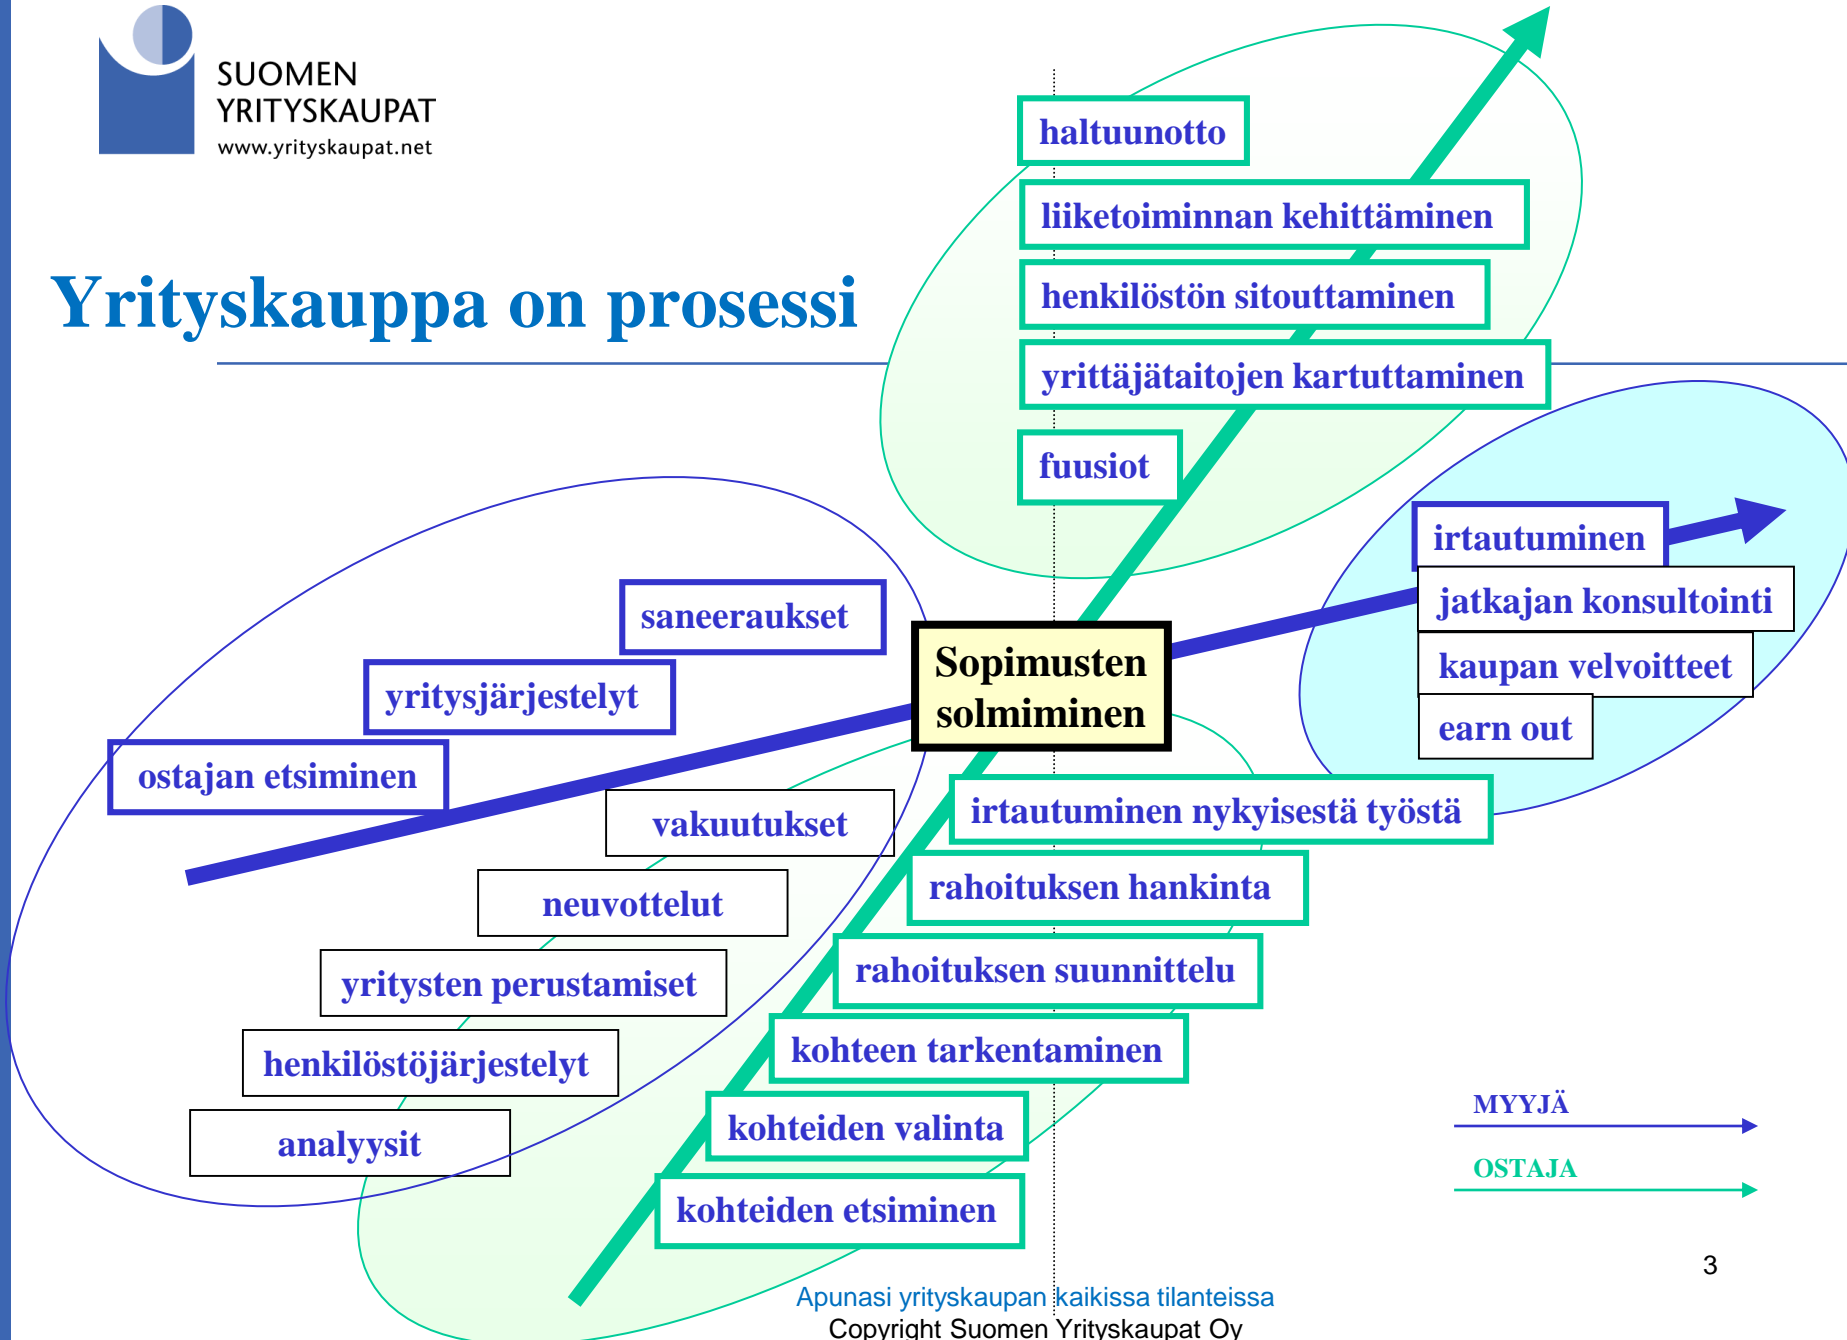 SUOMEN
YRITYSKAUPAT
www.yrityskaupat.net
Yrityskauppa on prosessi
haltuunotto
liiketoiminnan kehittäminen
henkilöstön sitouttaminen
yrittäjätaitojen kartuttaminen
fuusiot
irtautuminen
jatkajan konsultointi
kaupan velvoitteet
earn out
saneeraukset
yritysjärjestelyt
ostajan etsiminen
Sopimusten
solmiminen
vakuutukset
neuvottelut
yritysten perustamiset
henkilöstöjärjestelyt
analyysit
irtautuminen nykyisestä työstä
rahoituksen hankinta
rahoituksen suunnittelu
kohteen tarkentaminen
kohteiden valinta
kohteiden etsiminen
MYYJÄ
OSTAJA
3
Apunasi yrityskaupan kaikissa tilanteissa
Copyright Suomen Yrityskaupat Oy